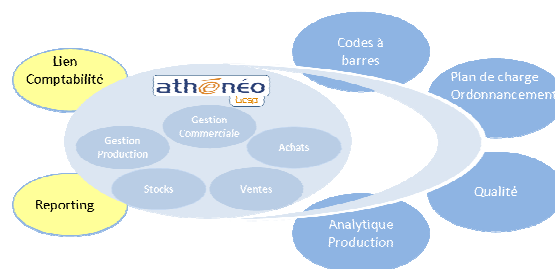 Lien
Comptabilité
Codes à
barres
Plan de charge
Ordonnancement
athénéo
Gestion
Commerciale
Gestion
Production
Achats
Stocks
Ventes
Reporting
Qualité
Analytique
Production